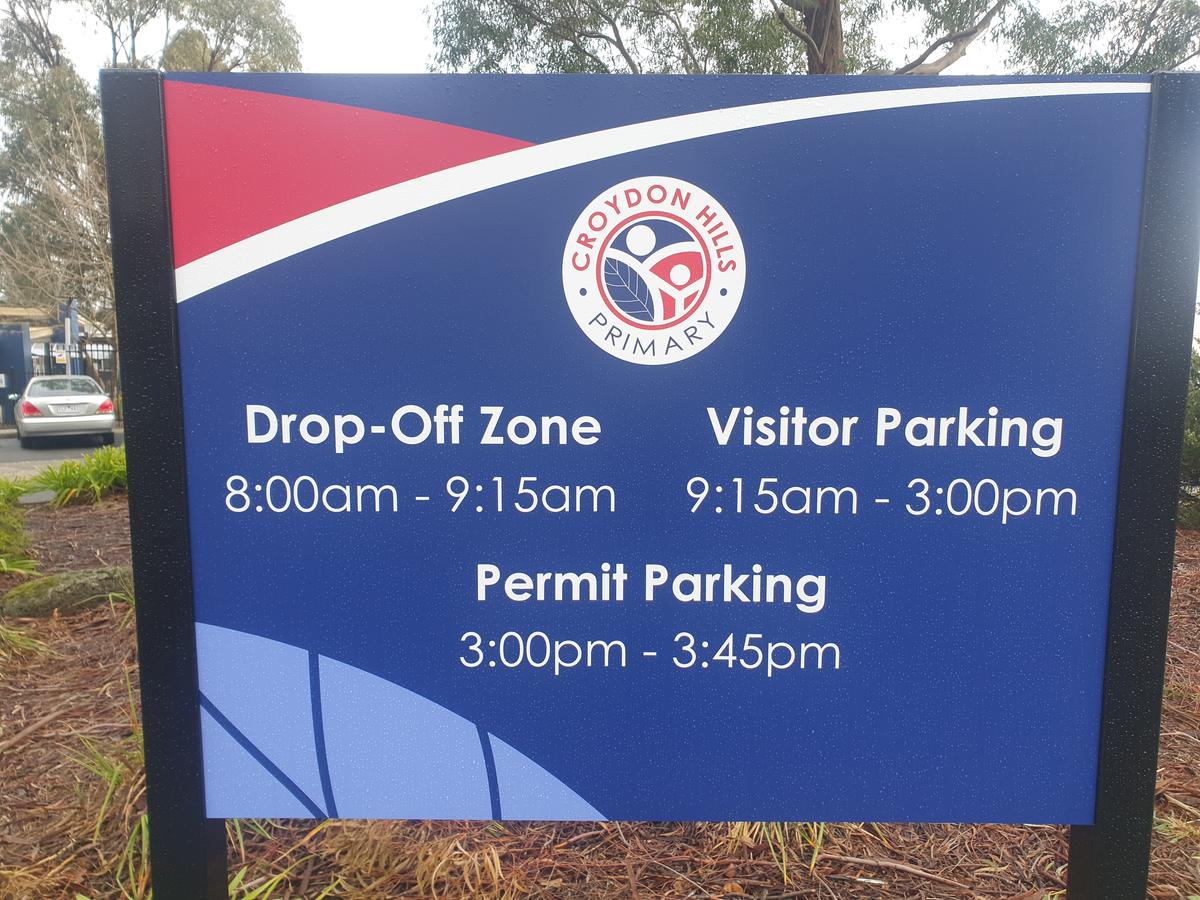 CROYDON HILLS
PRIMARY
Drop-Off Zone
8:00am - 9:15am
Visitor Parking
9:15am - 3:00pm
Permit Parking
3:00pm - 3:45pm